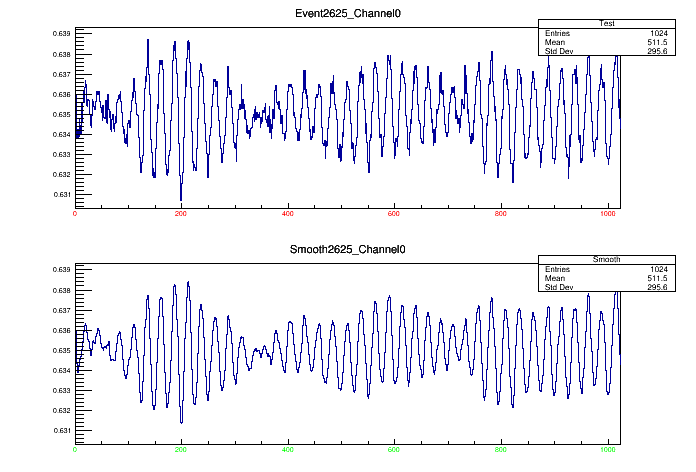 Event2625_Channel0
Test
Entries 1024
Mean 511.5
Std Dev 295.6
0.639
0.638
0.637
0.636
0.635
0.634
0.633
0.632
0.631
0 200 400 600 800 1000
Smooth2625_Channel0
Smooth
Entries 1024
Mean 511.5
Std Dev 295.6
0.639
0.638
0.637
0.636
0.635
0.634
0.633
0.632
0.631
0 200 400 600 800 1000